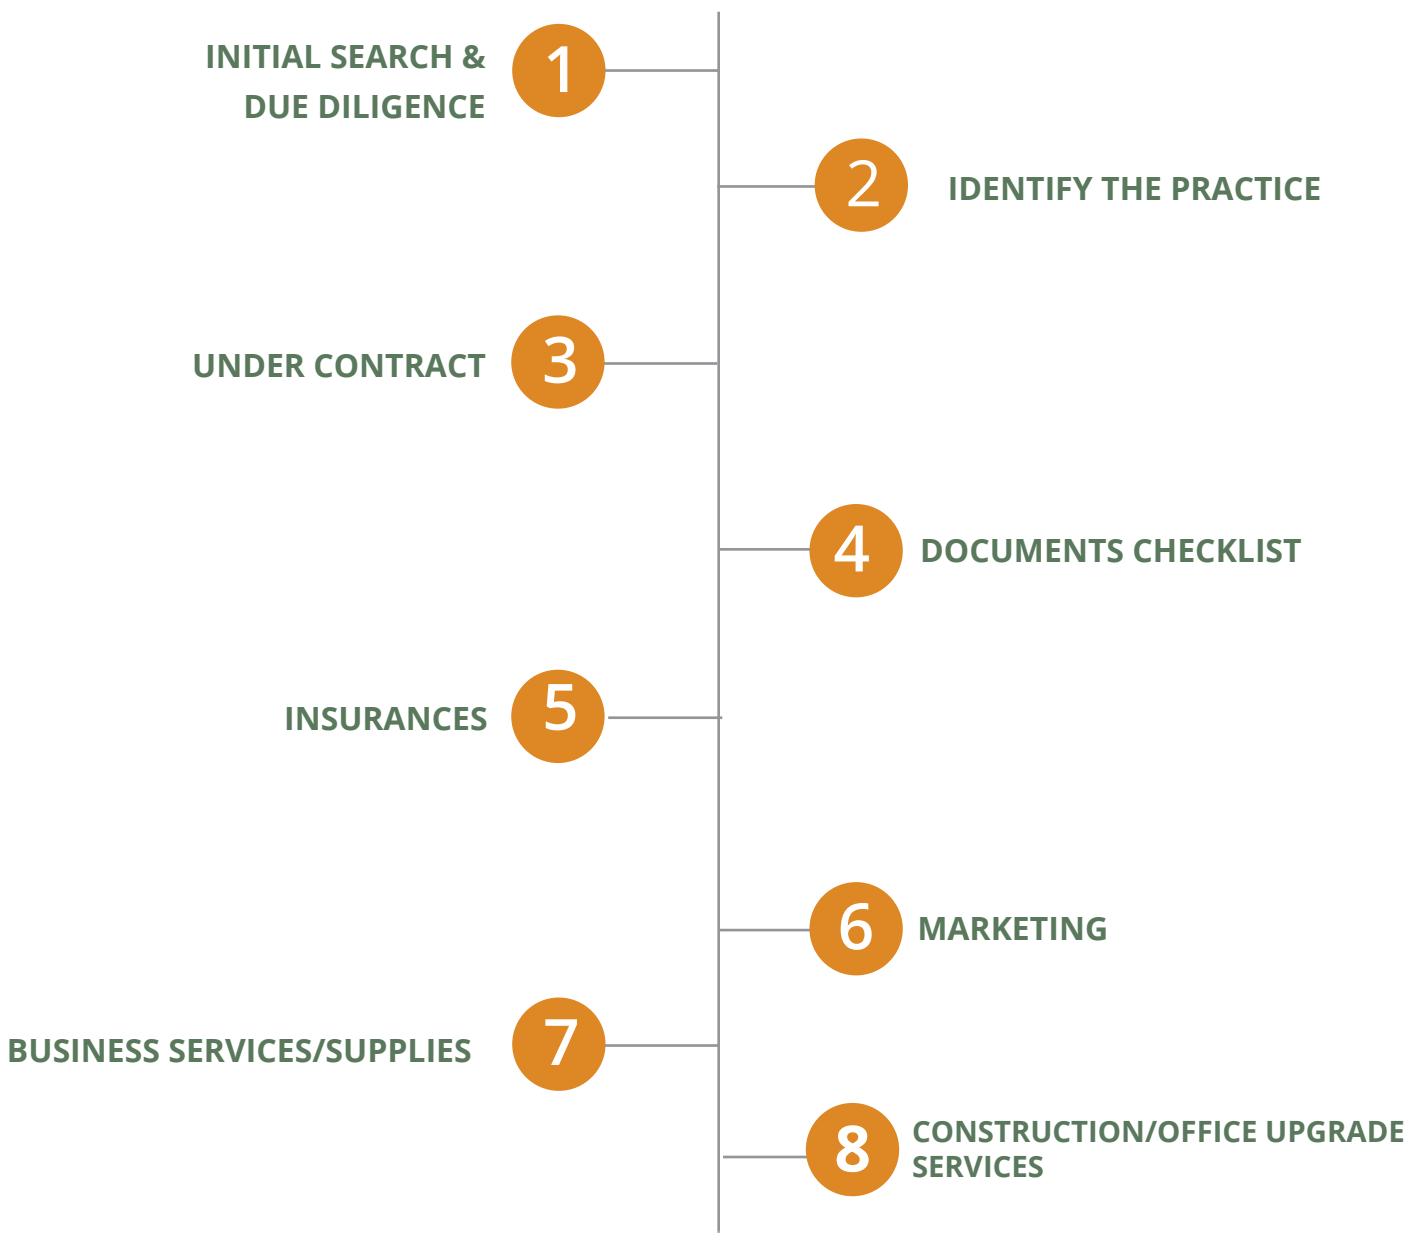 INITIAL SEARCH &
DUE DILIGENCE
1
2
IDENTIFY THE PRACTICE
UNDER CONTRACT
3
4
DOCUMENTS CHECKLIST
INSURANCES
5
6
MARKETING
BUSINESS SERVICES/SUPPLIES
7
8
CONSTRUCTION/OFFICE UPGRADE
SERVICES